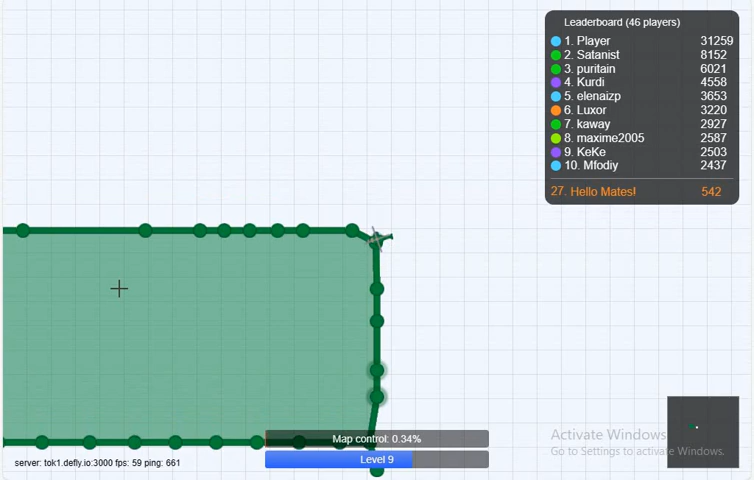 Leaderboard (46 players)
1. Player 31259
2. Satanist 8152
3. puritain 6021
4. Kurdi 4558
5. elenaizp 3653
6. Luxor 3220
7. kaway 2927
8. maxime2005 2587
9. KeKe 2503
10. Mfodiy 2437
27. Hello Mates! 542
Map control: 0.34%
Level 9
Activate Windows
Go to Settings to activate Windows.
server: tok1.defly.io:3000 fps: 59 ping: 661